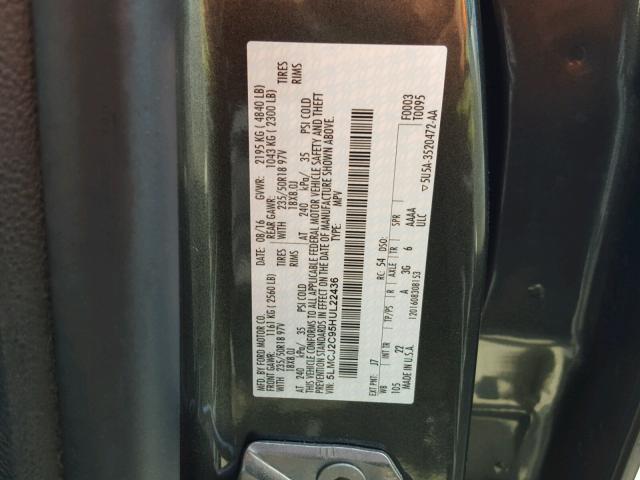 MFD. BY FORD MOTOR CO.
DATE: 08/16 GVWR: 2195 KG ( 4840 LB)
FRONT GAWR: 1161 KG ( 2560 LB) REAR GAWR: 1043 KG ( 2300 LB)
WITH 235/50R18 97V TIRES WITH 235/50R18 97V TIRES
18X8.0J RIMS 18X8.0J RIMS
AT 240 kPa/ 35 PSI COLD AT 240 kPa/ 35 PSI COLD
THIS VEHICLE CONFORMS TO ALL APPLICABLE FEDERAL MOTOR VEHICLE SAFETY AND THEFT
PREVENTION STANDARDS IN EFFECT ON THE DATE OF MANUFACTURE SHOWN ABOVE.
VIN: 5LMCJ2C95HUL22436
TYPE: MPV
F0003
T0095
EXT PNT: J7 RC: 54 DSO:
WB INT TR TP/PS R AXLE TR SPR
105 22 A 3G 6 AAAA
MADE IN U.S.A. ULC
▽5U5A-3520472-AA
120160830B153